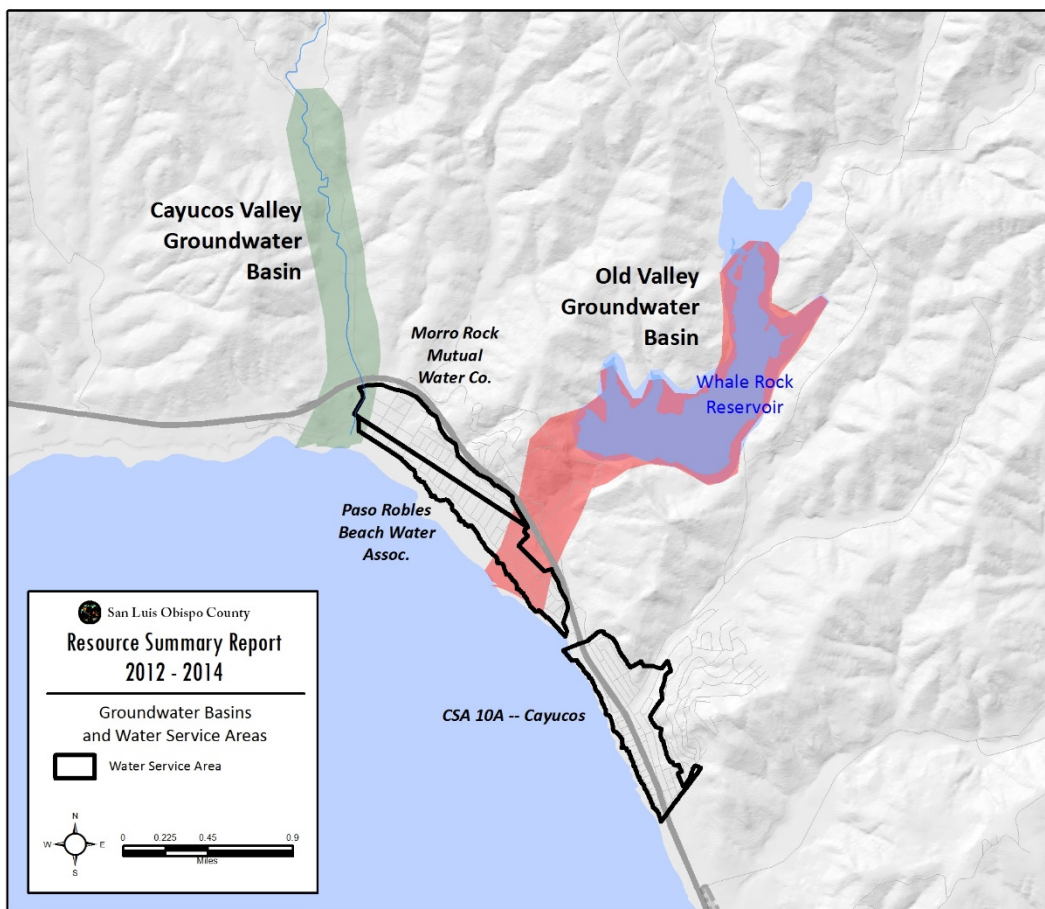 Cayucos Valley
Groundwater
Basin
Old Valley
Groundwater
Basin
Morro Rock
Mutual
Water Co.
Whale Rock
Reservoir
Paso Robles
Beach Water
Assoc.
CSA 10A -- Cayucos
San Luis Obispo County
Resource Summary Report
2012 - 2014
Groundwater Basins
and Water Service Areas
Water Service Area
N
W E
S
0 0.225 0.45 0.9
Miles